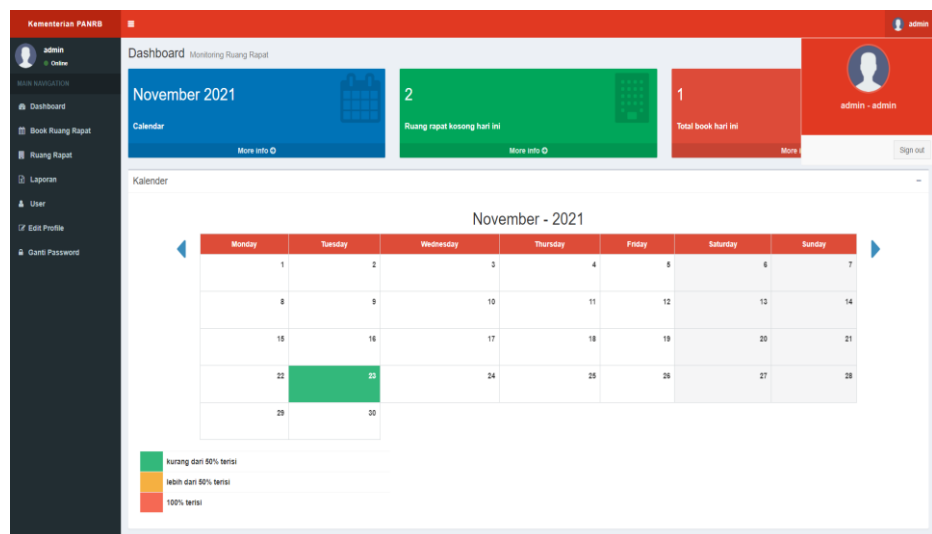 Kementerian PANRB
admin
admin
Online
MAIN NAVIGATION
Dashboard
Book Ruang Rapat
Ruang Rapat
Laporan
User
Edit Profile
Ganti Password
Dashboard Monitoring Ruang Rapat
November 2021
Calendar
More info
2
Ruang rapat kosong hari ini
More info
1
Total book hari ini
More i
admin - admin
Sign out
Kalender
November - 2021
Monday Tuesday Wednesday Thursday Friday Saturday Sunday
1 2 3 4 5 6 7
8 9 10 11 12 13 14
15 16 17 18 19 20 21
22 23 24 25 26 27 28
29 30
kurang dari 50% terisi
lebih dari 50% terisi
100% terisi